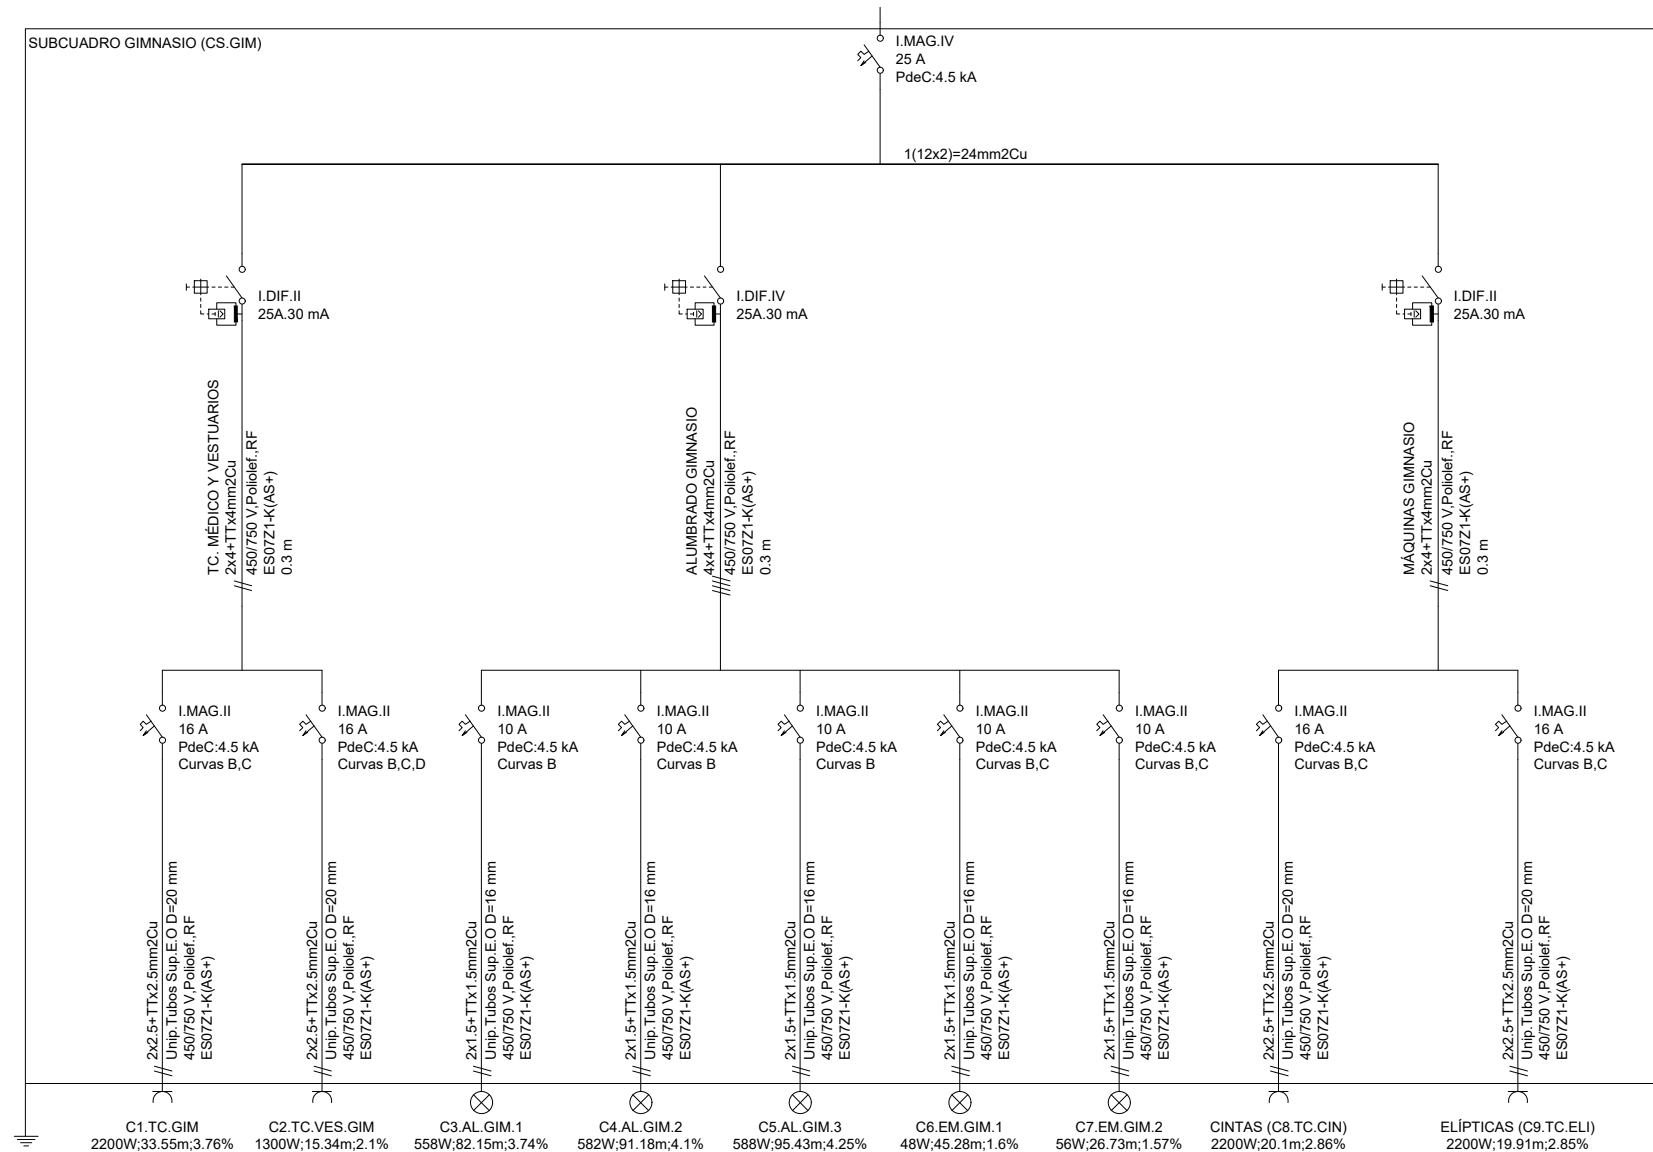 SUBCUADRO GIMNASIO (CS.GIM)
I.MAG.IV
25 A
PdeC:4.5 kA
1(12x2)=24mm2Cu
I.DIF.II
25A.30 mA
I.DIF.IV
25A.30 mA
I.DIF.II
25A.30 mA
TC. MÉDICO Y VESTUARIOS
2x4+TTx4mm2Cu
450/750 V,Poliolef.,RF
ES07Z1-K(AS+)
0.3 m
ALUMBRADO GIMNASIO
4x4+TTx4mm2Cu
450/750 V,Poliolef.,RF
ES07Z1-K(AS+)
0.3 m
MÁQUINAS GIMNASIO
2x4+TTx4mm2Cu
450/750 V,Poliolef.,RF
ES07Z1-K(AS+)
0.3 m
I.MAG.II
16 A
PdeC:4.5 kA
Curvas B,C
I.MAG.II
16 A
PdeC:4.5 kA
Curvas B,C,D
I.MAG.II
10 A
PdeC:4.5 kA
Curvas B
I.MAG.II
10 A
PdeC:4.5 kA
Curvas B
I.MAG.II
10 A
PdeC:4.5 kA
Curvas B
I.MAG.II
10 A
PdeC:4.5 kA
Curvas B,C
I.MAG.II
10 A
PdeC:4.5 kA
Curvas B,C
I.MAG.II
16 A
PdeC:4.5 kA
Curvas B,C
I.MAG.II
16 A
PdeC:4.5 kA
Curvas B,C
2x2.5+TTx2.5mm2Cu
Unip.Tubos Sup.E.O D=20 mm
450/750 V,Poliolef.,RF
ES07Z1-K(AS+)
2x2.5+TTx2.5mm2Cu
Unip.Tubos Sup.E.O D=20 mm
450/750 V,Poliolef.,RF
ES07Z1-K(AS+)
2x1.5+TTx1.5mm2Cu
Unip.Tubos Sup.E.O D=16 mm
450/750 V,Poliolef.,RF
ES07Z1-K(AS+)
2x1.5+TTx1.5mm2Cu
Unip.Tubos Sup.E.O D=16 mm
450/750 V,Poliolef.,RF
ES07Z1-K(AS+)
2x1.5+TTx1.5mm2Cu
Unip.Tubos Sup.E.O D=16 mm
450/750 V,Poliolef.,RF
ES07Z1-K(AS+)
2x1.5+TTx1.5mm2Cu
Unip.Tubos Sup.E.O D=16 mm
450/750 V,Poliolef.,RF
ES07Z1-K(AS+)
2x1.5+TTx1.5mm2Cu
Unip.Tubos Sup.E.O D=16 mm
450/750 V,Poliolef.,RF
ES07Z1-K(AS+)
2x2.5+TTx2.5mm2Cu
Unip.Tubos Sup.E.O D=20 mm
450/750 V,Poliolef.,RF
ES07Z1-K(AS+)
2x2.5+TTx2.5mm2Cu
Unip.Tubos Sup.E.O D=20 mm
450/750 V,Poliolef.,RF
ES07Z1-K(AS+)
C1.TC.GIM
2200W;33.55m;3.76%
C2.TC.VES.GIM
1300W;15.34m;2.1%
C3.AL.GIM.1
558W;82.15m;3.74%
C4.AL.GIM.2
582W;91.18m;4.1%
C5.AL.GIM.3
588W;95.43m;4.25%
C6.EM.GIM.1
48W;45.28m;1.6%
C7.EM.GIM.2
56W;26.73m;1.57%
CINTAS (C8.TC.CIN)
2200W;20.1m;2.86%
ELÍPTICAS (C9.TC.ELI)
2200W;19.91m;2.85%